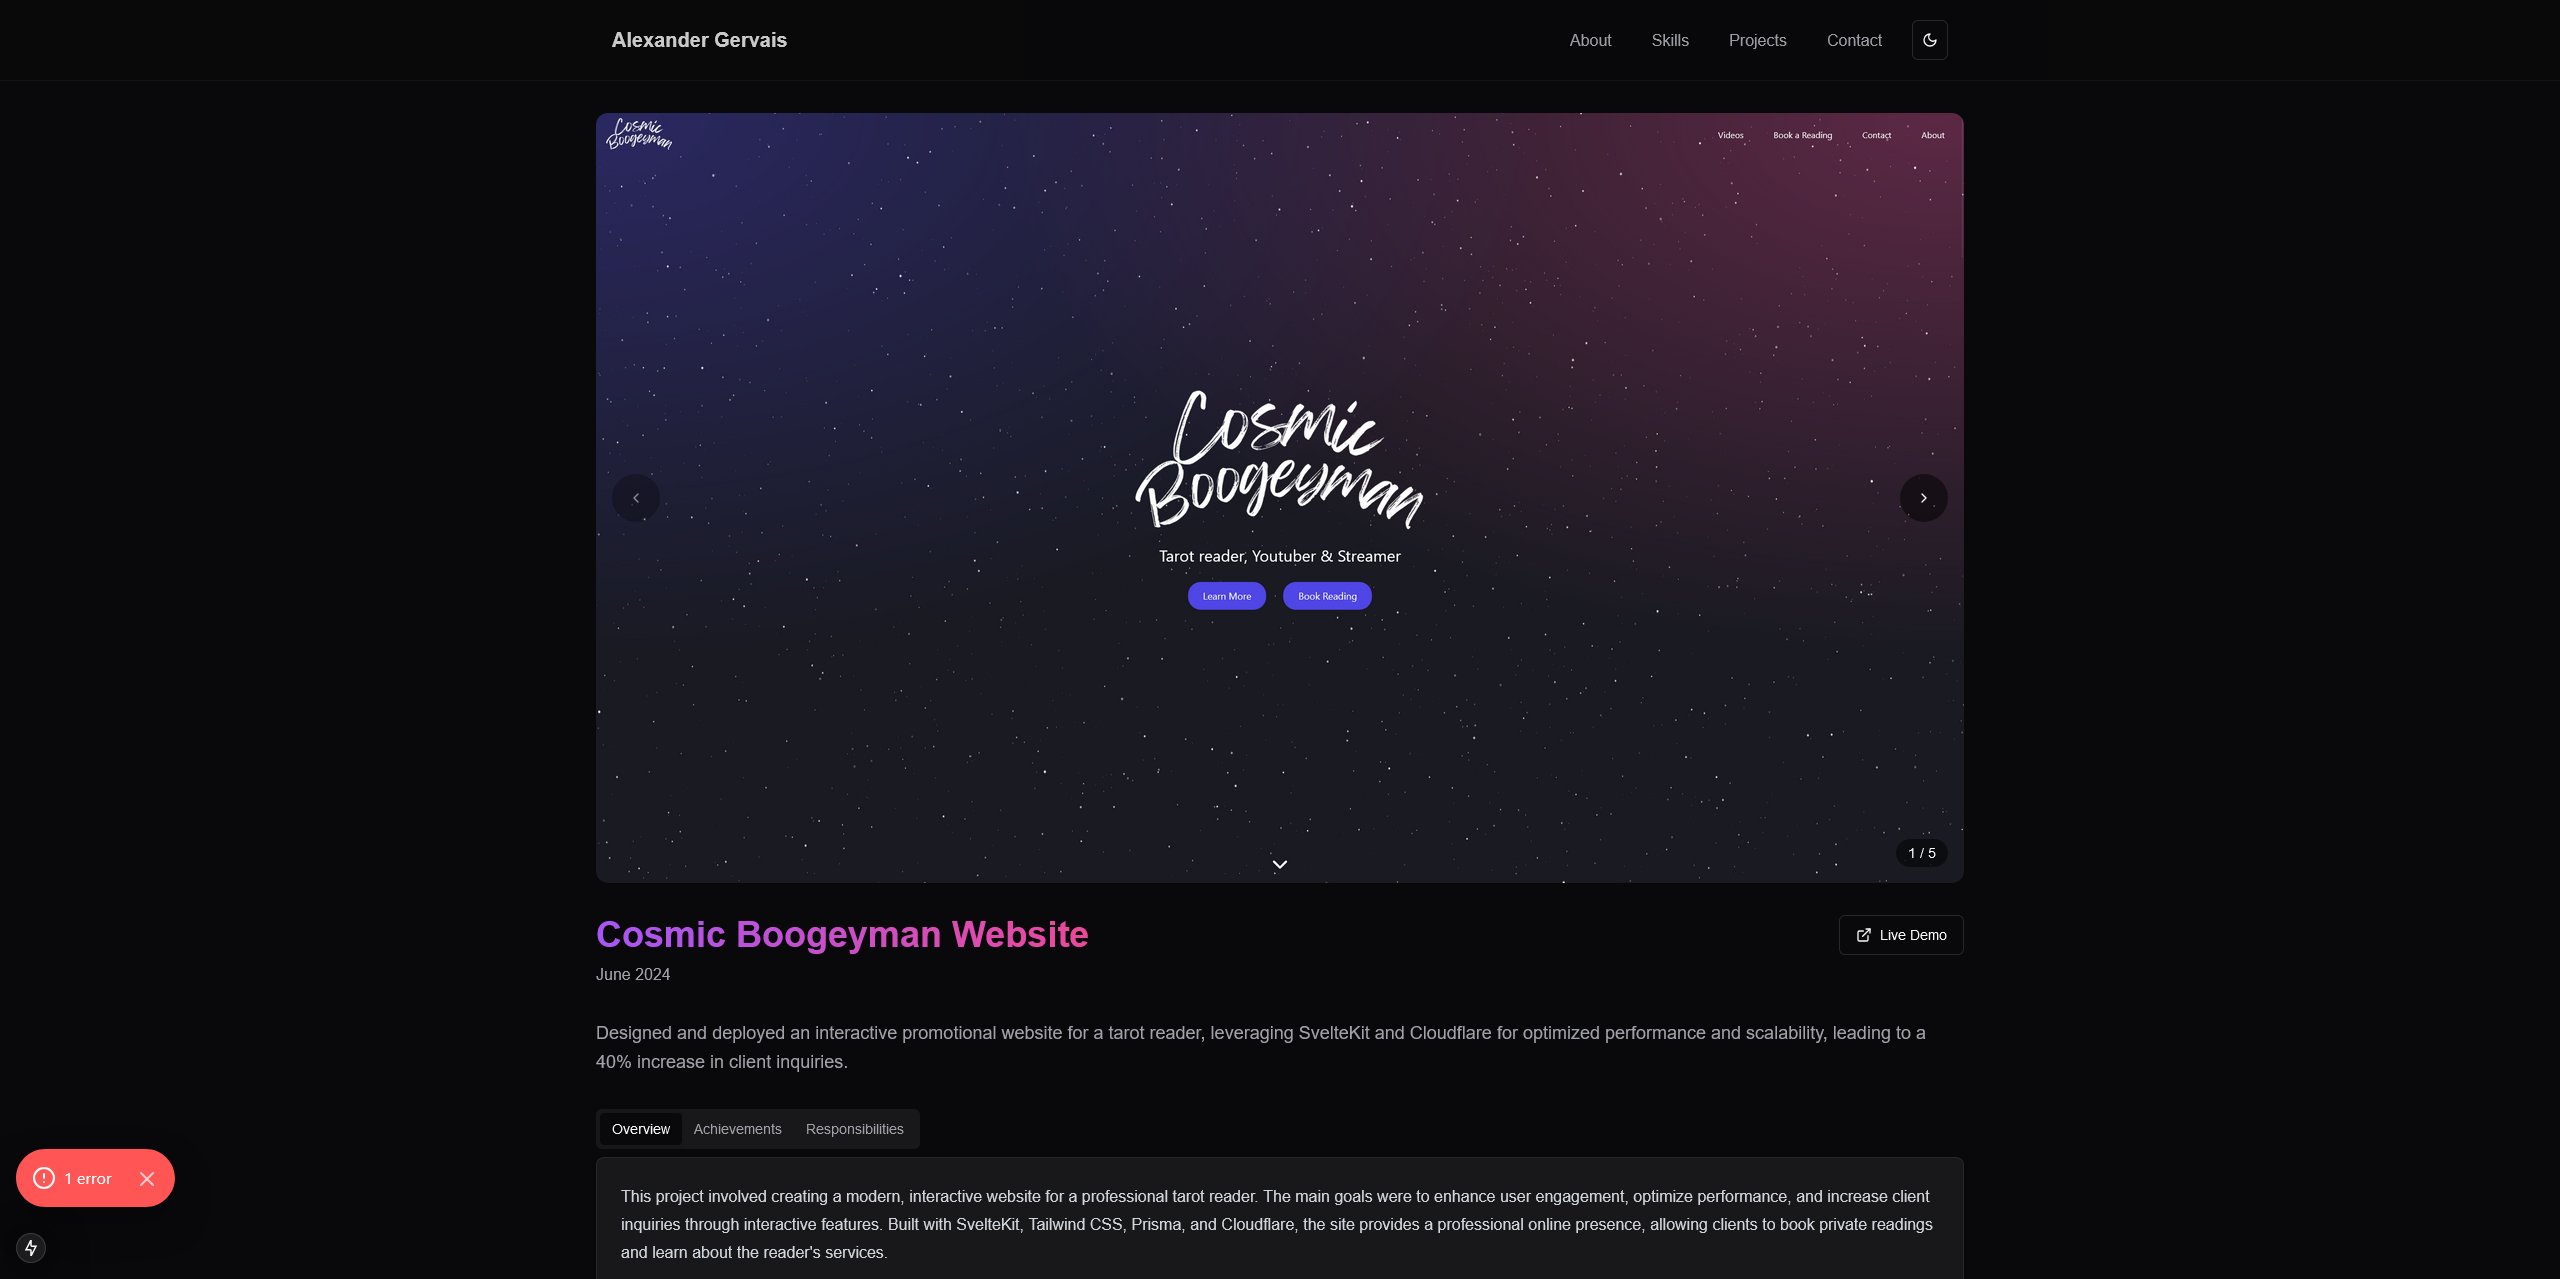 Alexander Gervais
About Skills Projects Contact
Cosmic
Boogeyman
Videos Book a Reading Contact About
Cosmic
Boogeyman
Tarot reader, Youtuber & Streamer
Learn More Book Reading
1 / 5
Cosmic Boogeyman Website
Live Demo
June 2024
Designed and deployed an interactive promotional website for a tarot reader, leveraging SvelteKit and Cloudflare for optimized performance and scalability, leading to a
40% increase in client inquiries.
Overview Achievements Responsibilities
1 error
This project involved creating a modern, interactive website for a professional tarot reader. The main goals were to enhance user engagement, optimize performance, and increase client
inquiries through interactive features. Built with SvelteKit, Tailwind CSS, Prisma, and Cloudflare, the site provides a professional online presence, allowing clients to book private readings
and learn about the reader's services.